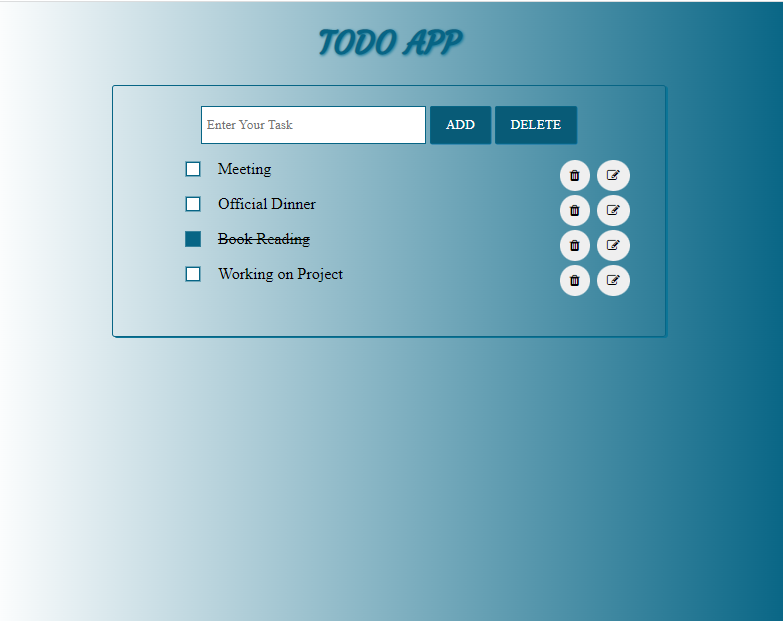 TODO APP
Enter Your Task ADD DELETE
Meeting
Official Dinner
Book Reading
Working on Project